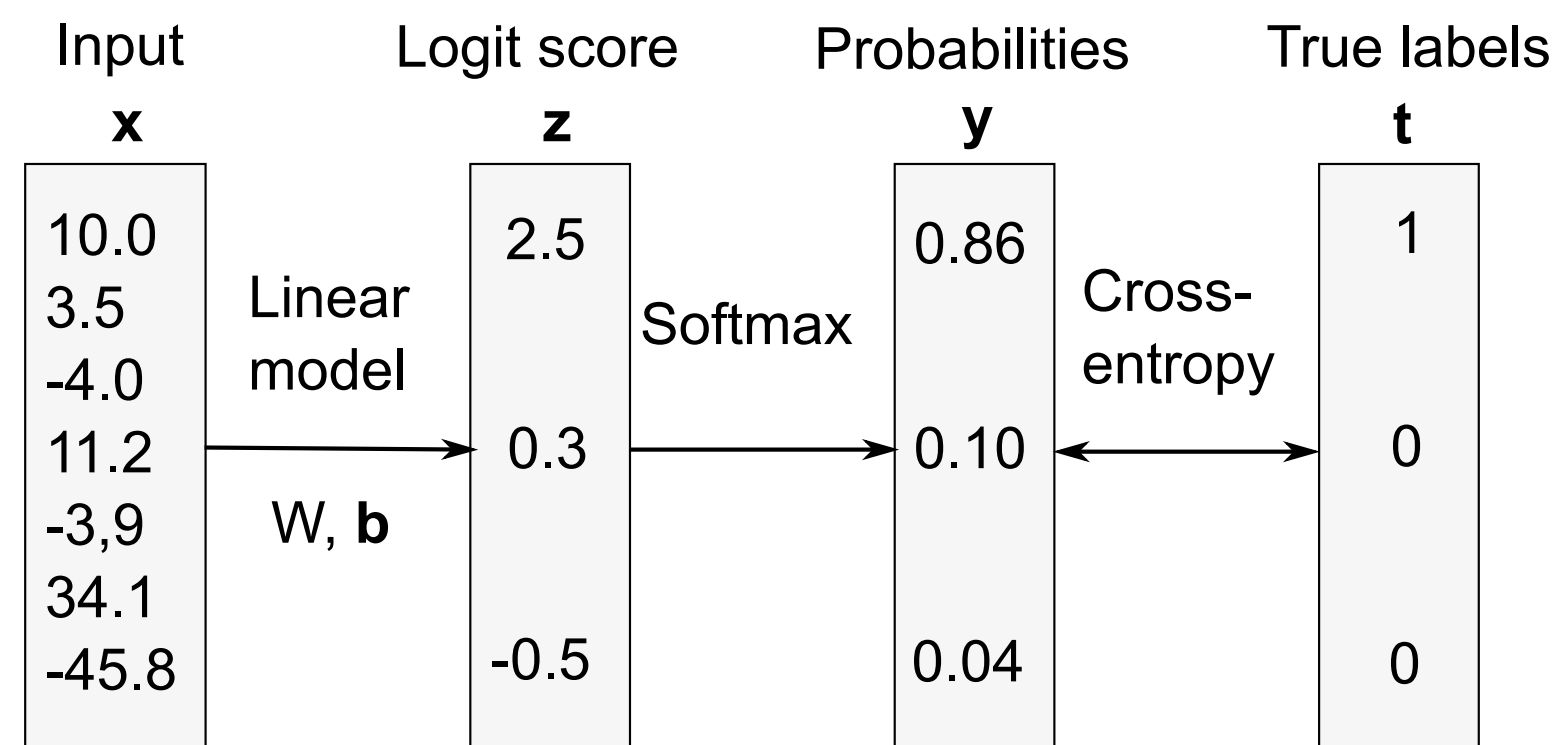 Input
x
10.0
3.5
-4.0
11.2
-3,9
34.1
-45.8
Linear
model
W, b
Logit score
z
2.5
0.3
-0.5
Softmax
Probabilities
y
0.86
0.10
0.04
Cross-
entropy
True labels
t
1
0
0